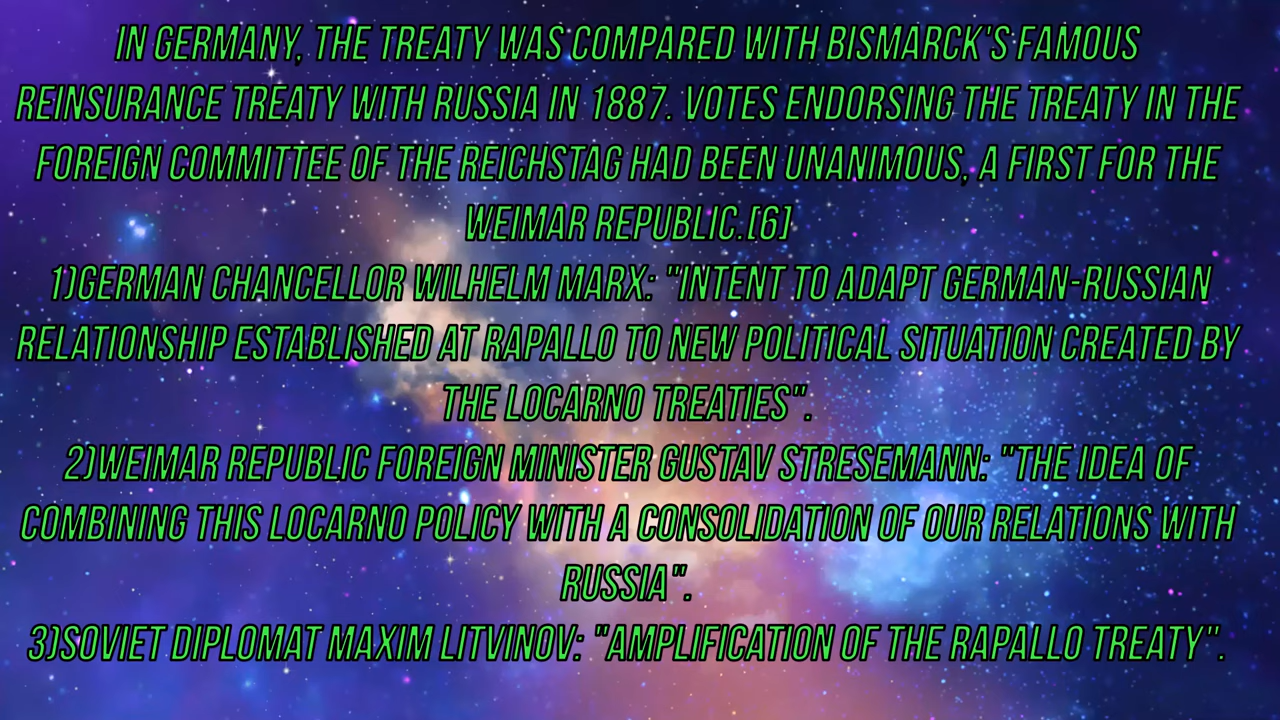 IN GERMANY, THE TREATY WAS COMPARED WITH BISMARCK'S FAMOUS
REINSURANCE TREATY WITH RUSSIA IN 1887. VOTES ENDORSING THE TREATY IN THE
FOREIGN COMMITTEE OF THE REICHSTAG HAD BEEN UNANIMOUS, A FIRST FOR THE
WEIMAR REPUBLIC.[6]
1)GERMAN CHANCELLOR WILHELM MARX: "INTENT TO ADAPT GERMAN-RUSSIAN
RELATIONSHIP ESTABLISHED AT RAPALLO TO NEW POLITICAL SITUATION CREATED BY
THE LOCARNO TREATIES".
2)WEIMAR REPUBLIC FOREIGN MINISTER GUSTAV STRESEMANN: "THE IDEA OF
COMBINING THIS LOCARNO POLICY WITH A CONSOLIDATION OF OUR RELATIONS WITH
RUSSIA".
3)SOVIET DIPLOMAT MAXIM LITVINOV: "AMPLIFICATION OF THE RAPALLO TREATY".